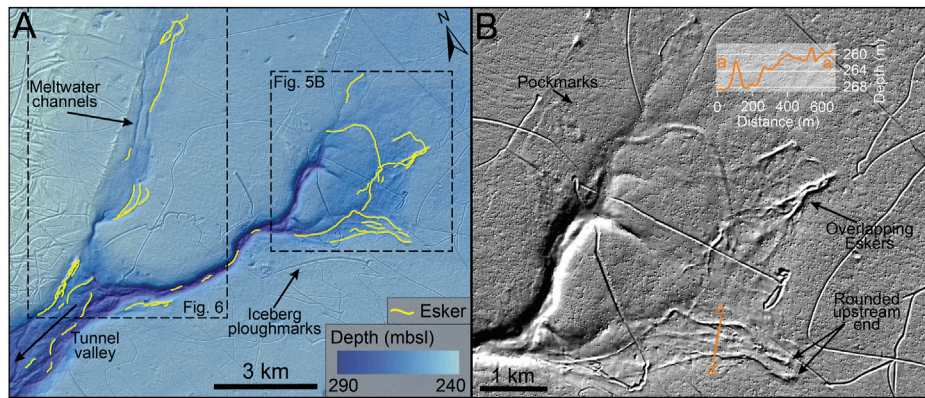 A
N
Fig. 5B
Meltwater
channels
Fig. 6
Iceberg
ploughmarks
Tunnel
valley
Esker
Depth (mbsl)
290 240
3 km
B
Pockmarks
a a'
260
264
268
Depth (m)
0 200 400 600
Distance (m)
Overlapping
Eskers
Rounded
upstream
end
1 km